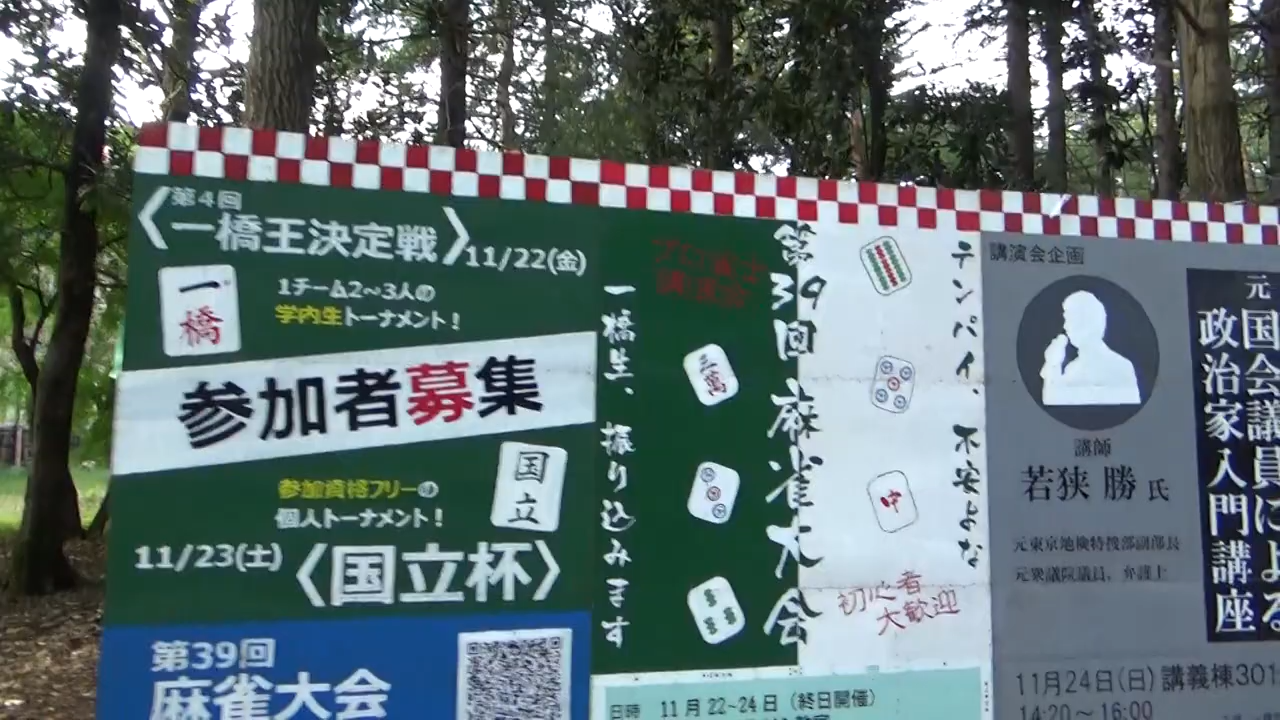 第4回
〈一橋王決定戦〉11/22(金)
一橋
1チーム2~3人の
学内生トーナメント！
参加者募集
国立
参加資格フリーの
個人トーナメント！
11/23(土)〈国立杯〉
第39回
麻雀大会
一橋生、振り込みます
プロ雀士
講演会
三萬
第39回 麻雀大会
中
テンパイ、不安よな
初心者
大歓迎
日時 11月22~24日（終日開催）
講演会企画
講師
若狭 勝 氏
元東京地検特捜部副部長
元衆議院議員、弁護士
元国会議員による
政治家入門講座
11月24日(日) 講義棟301
14:20~16:00